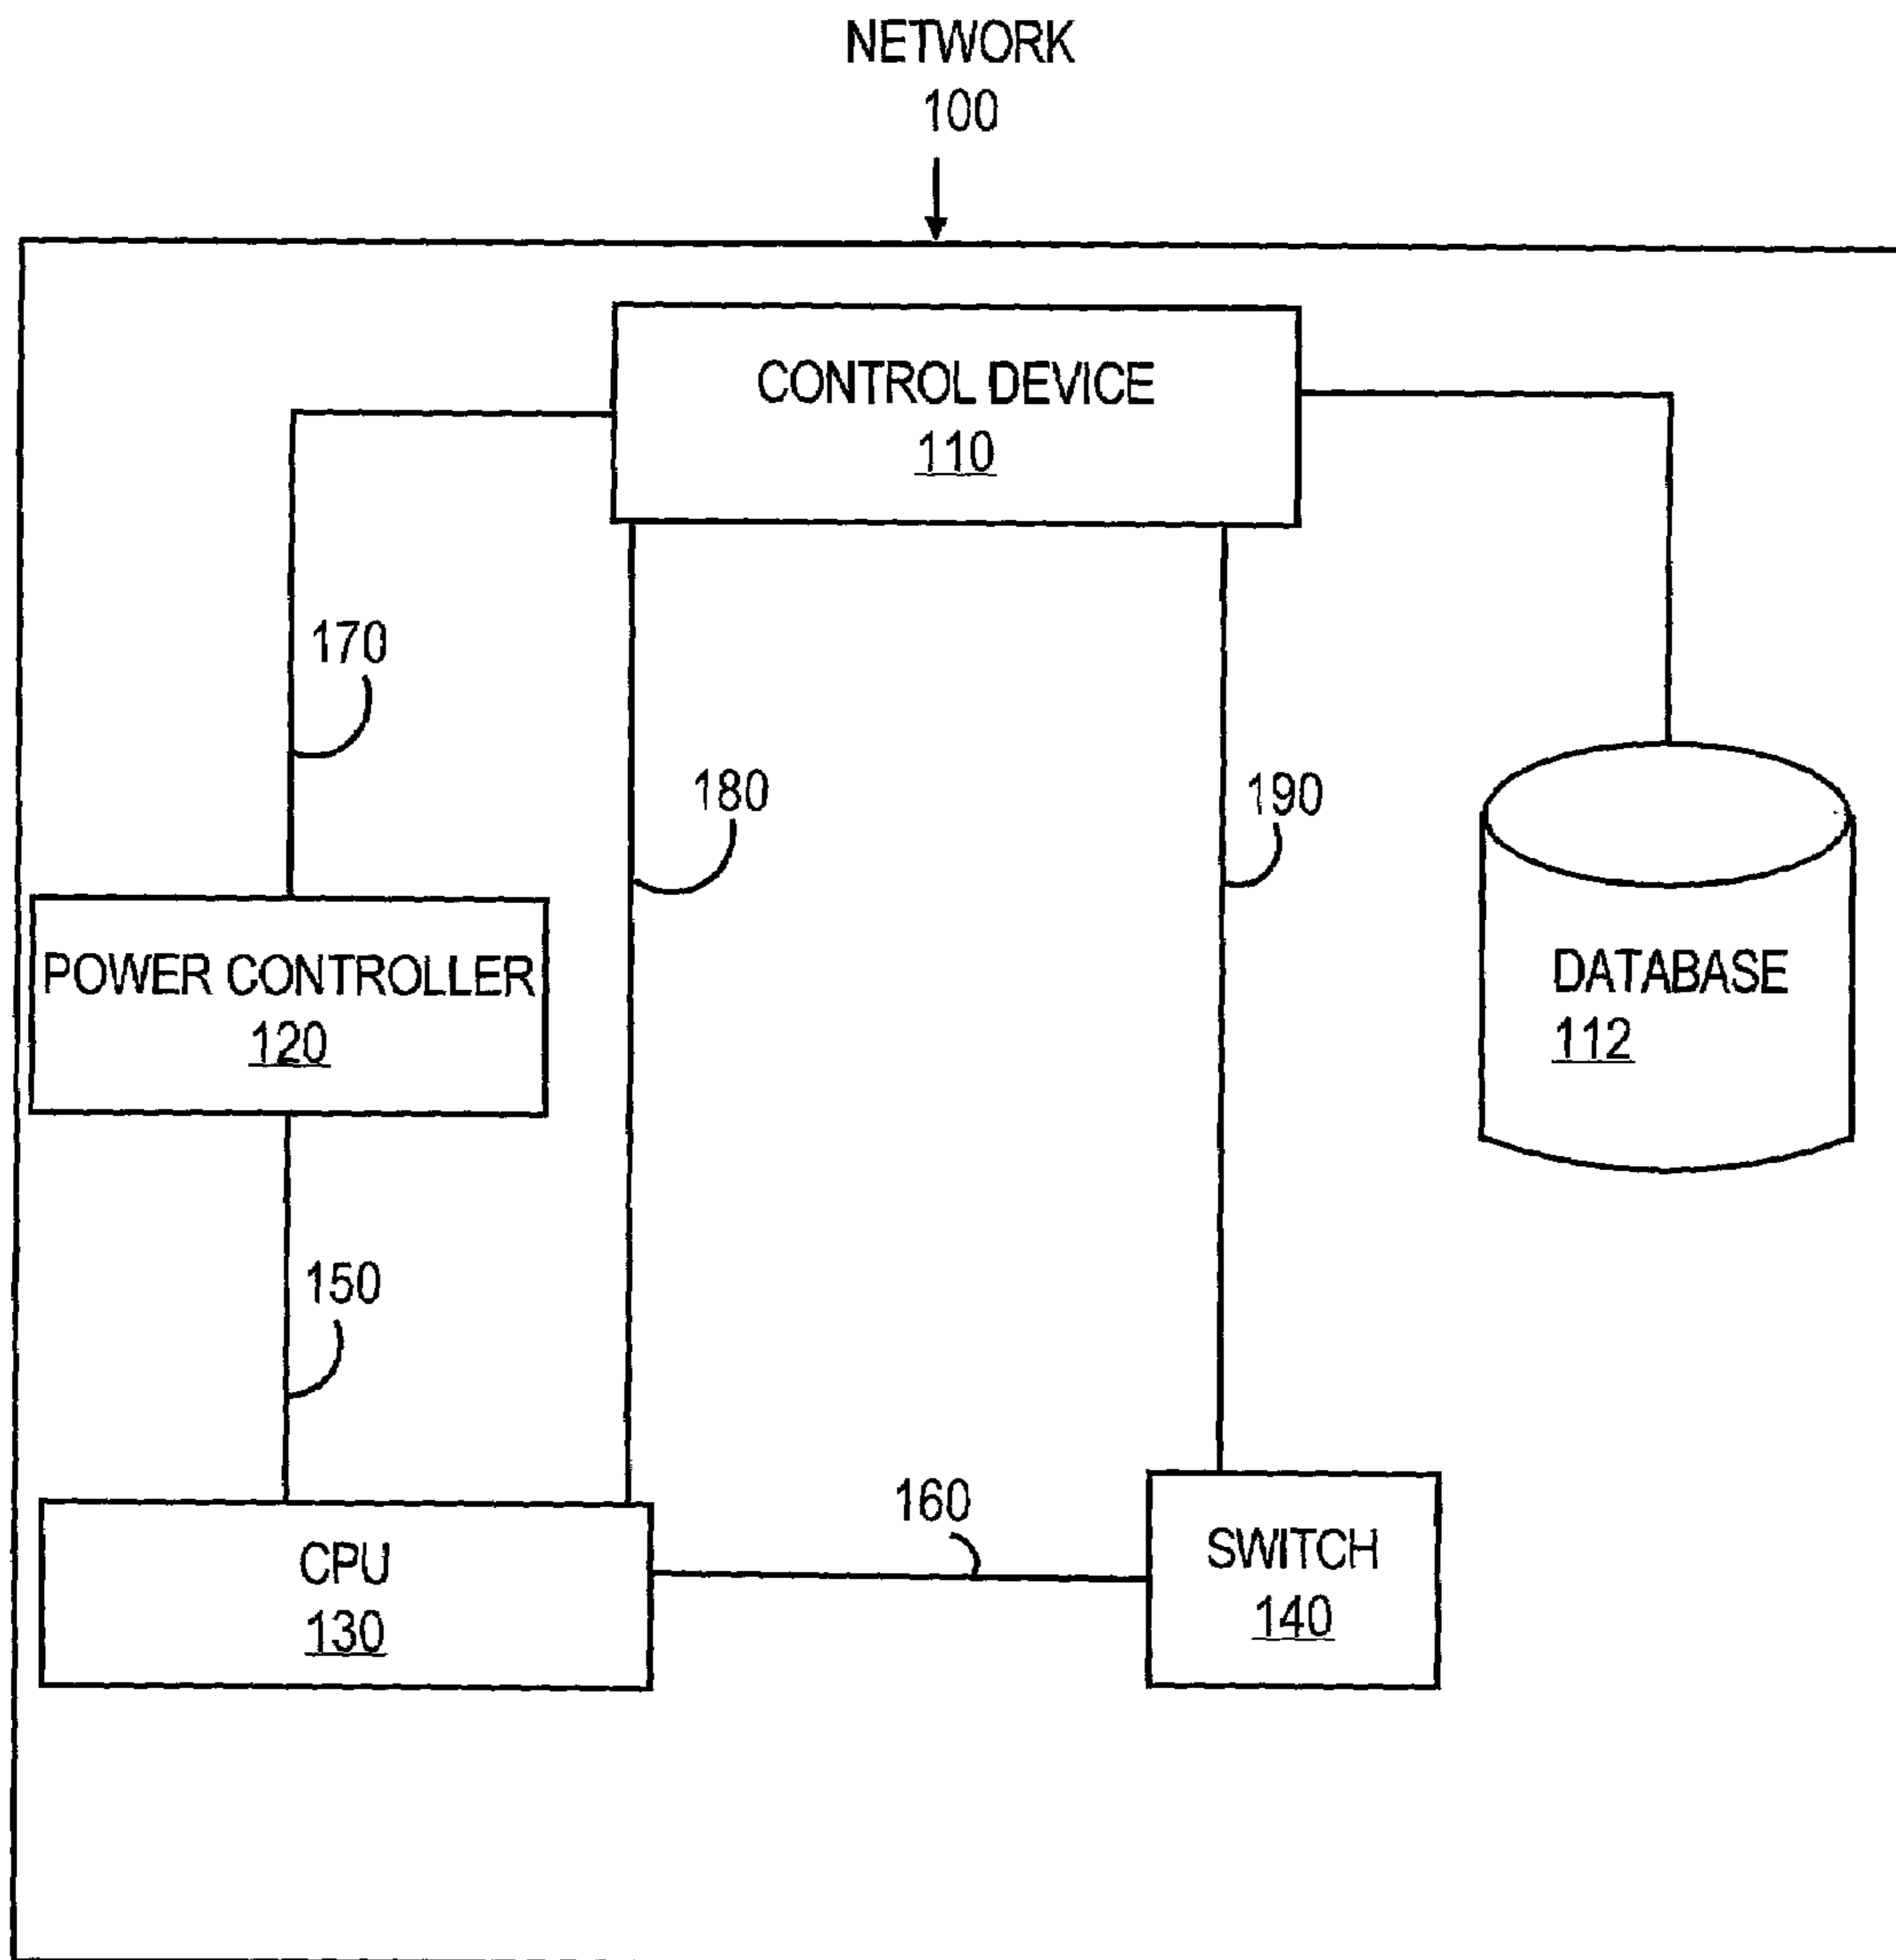 NETWORK
100
CONTROL DEVICE
110
170
180
190
POWER CONTROLLER
120
DATABASE
112
150
160
CPU
130
SWITCH
140